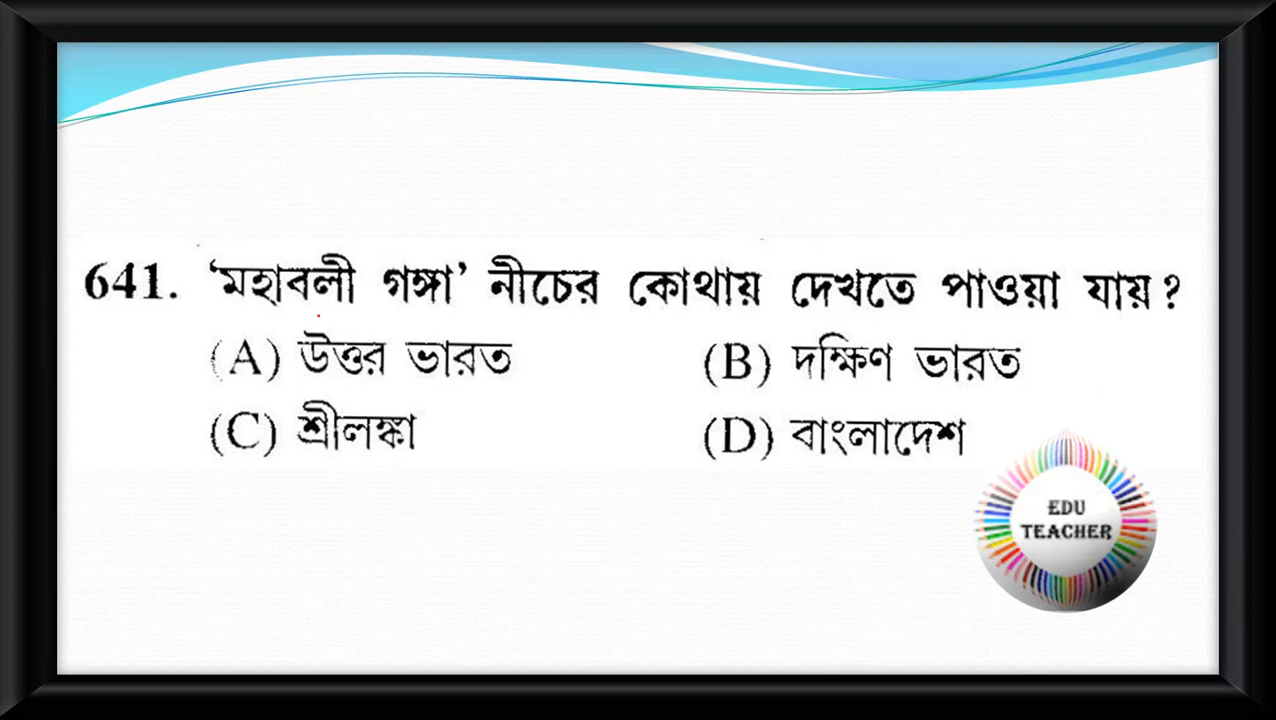 641. ‘মহাবলী গঙ্গা’ নীচের কোথায় দেখতে পাওয়া যায়?
(A) উত্তর ভারত (B) দক্ষিণ ভারত
(C) শ্রীলঙ্কা (D) বাংলাদেশ
EDU
TEACHER